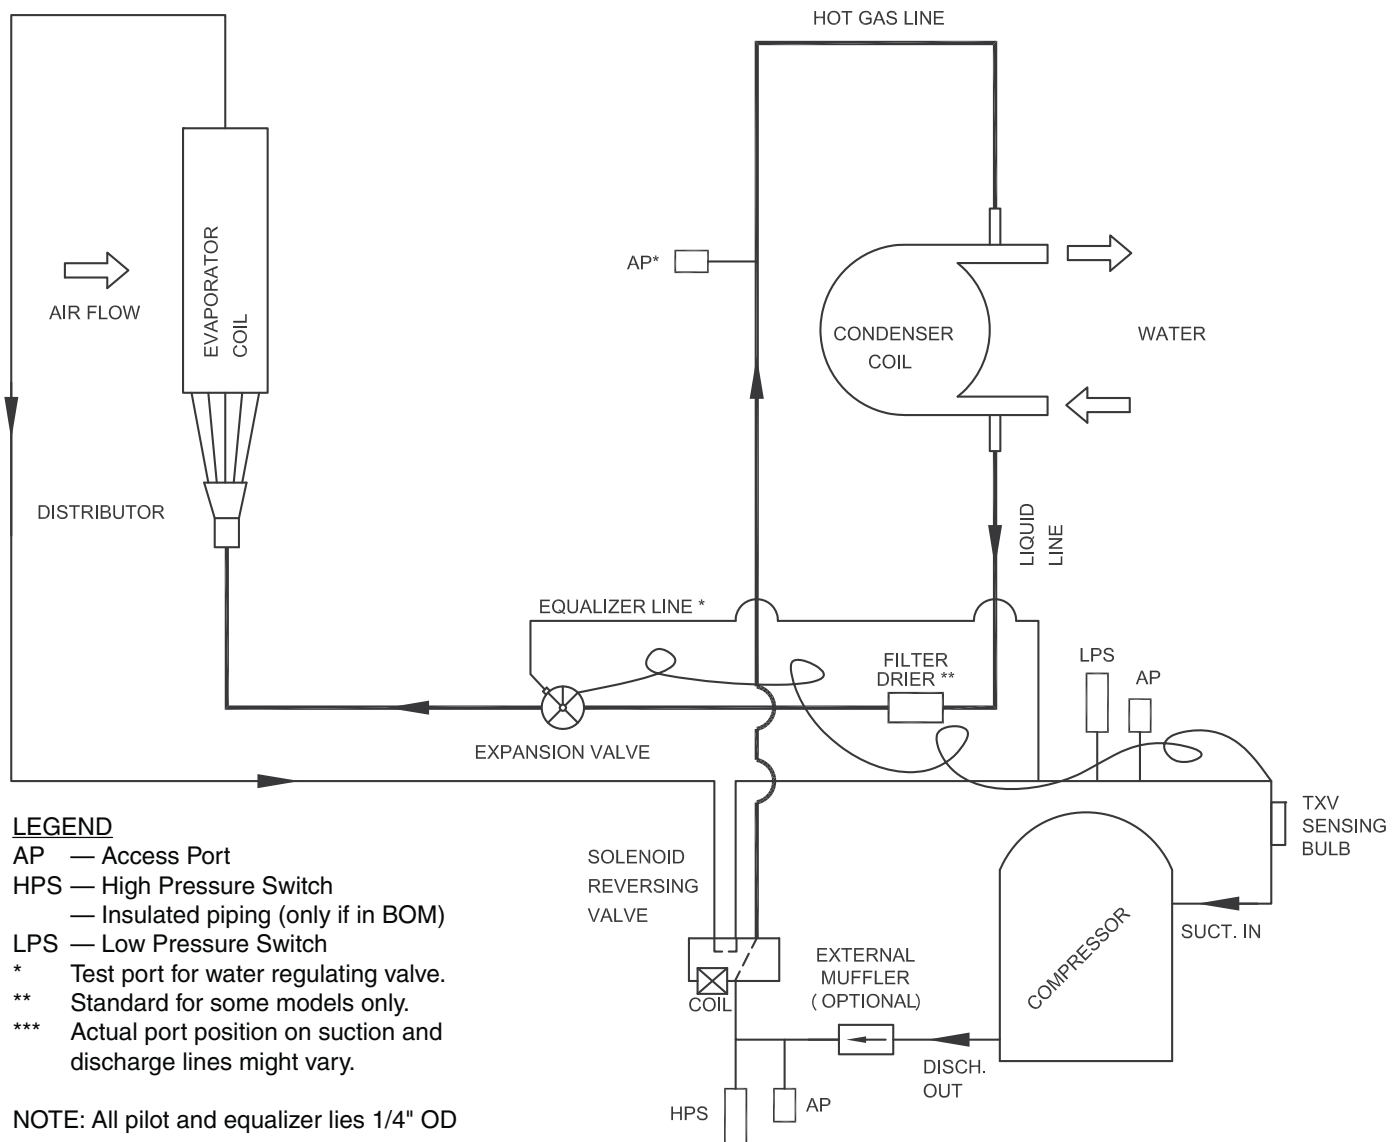 HOT GAS LINE
EVAPORATOR
COIL
AIR FLOW
AP*
CONDENSER
COIL
WATER
DISTRIBUTOR
LIQUID
LINE
EQUALIZER LINE *
FILTER
DRIER **
LPS
AP
EXPANSION VALVE
TXV
SENSING
BULB
SOLENOID
REVERSING
VALVE
COIL
EXTERNAL
MUFFLER
( OPTIONAL)
COMPRESSOR
SUCT. IN
DISCH.
OUT
HPS
AP
LEGEND
AP — Access Port
HPS — High Pressure Switch
— Insulated piping (only if in BOM)
LPS — Low Pressure Switch
* Test port for water regulating valve.
** Standard for some models only.
*** Actual port position on suction and
discharge lines might vary.
NOTE: All pilot and equalizer lies 1/4" OD